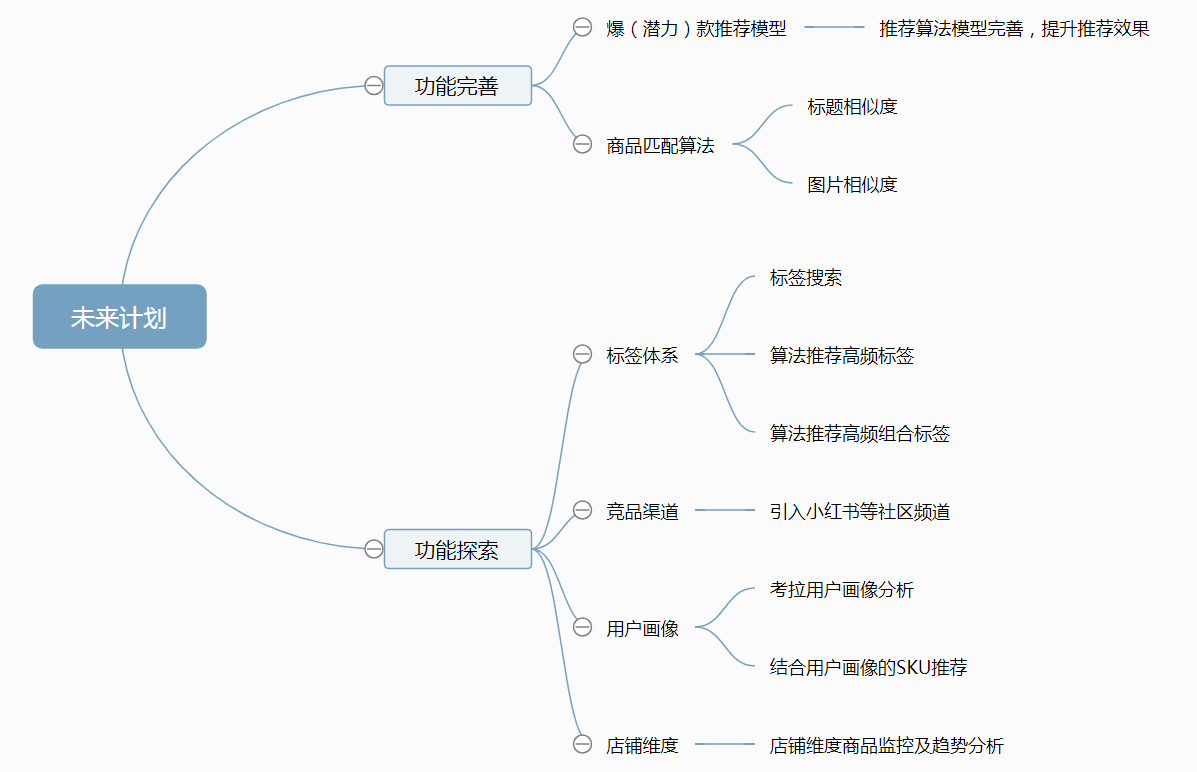 未来计划
功能完善
爆（潜力）款推荐模型
推荐算法模型完善，提升推荐效果
商品匹配算法
标题相似度
图片相似度
功能探索
标签体系
标签搜索
算法推荐高频标签
算法推荐高频组合标签
竞品渠道
引入小红书等社区频道
用户画像
考拉用户画像分析
结合用户画像的SKU推荐
店铺维度
店铺维度商品监控及趋势分析